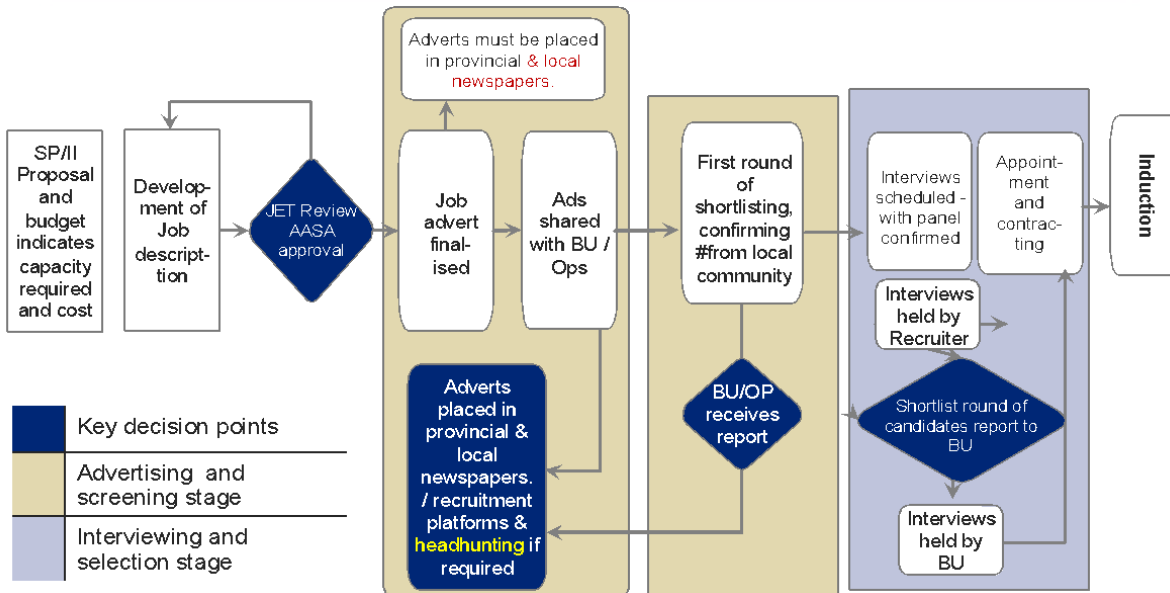 SP/II
Proposal
and
budget
indicates
capacity
required
and cost
Develop-
ment of
Job
descript-
tion
JET Review
AASA
approval
Adverts must be placed
in provincial & local
newspapers.
Job
advert
final-
ised
Ads
shared
with BU /
Ops
Adverts
placed in
provincial &
local
newspapers.
/ recruitment
platforms &
headhunting if
required
First round
of
shortlisting,
confirming
#from local
community
BU/OP
receives
report
Interviews
scheduled -
with panel
confirmed
Appoint-
ment
and
contrac-
ting
Interviews
held by
Recruiter
Shortlist round of
candidates report to
BU
Interviews
held by
BU
Induction
Key decision points
Advertising and
screening stage
Interviewing and
selection stage